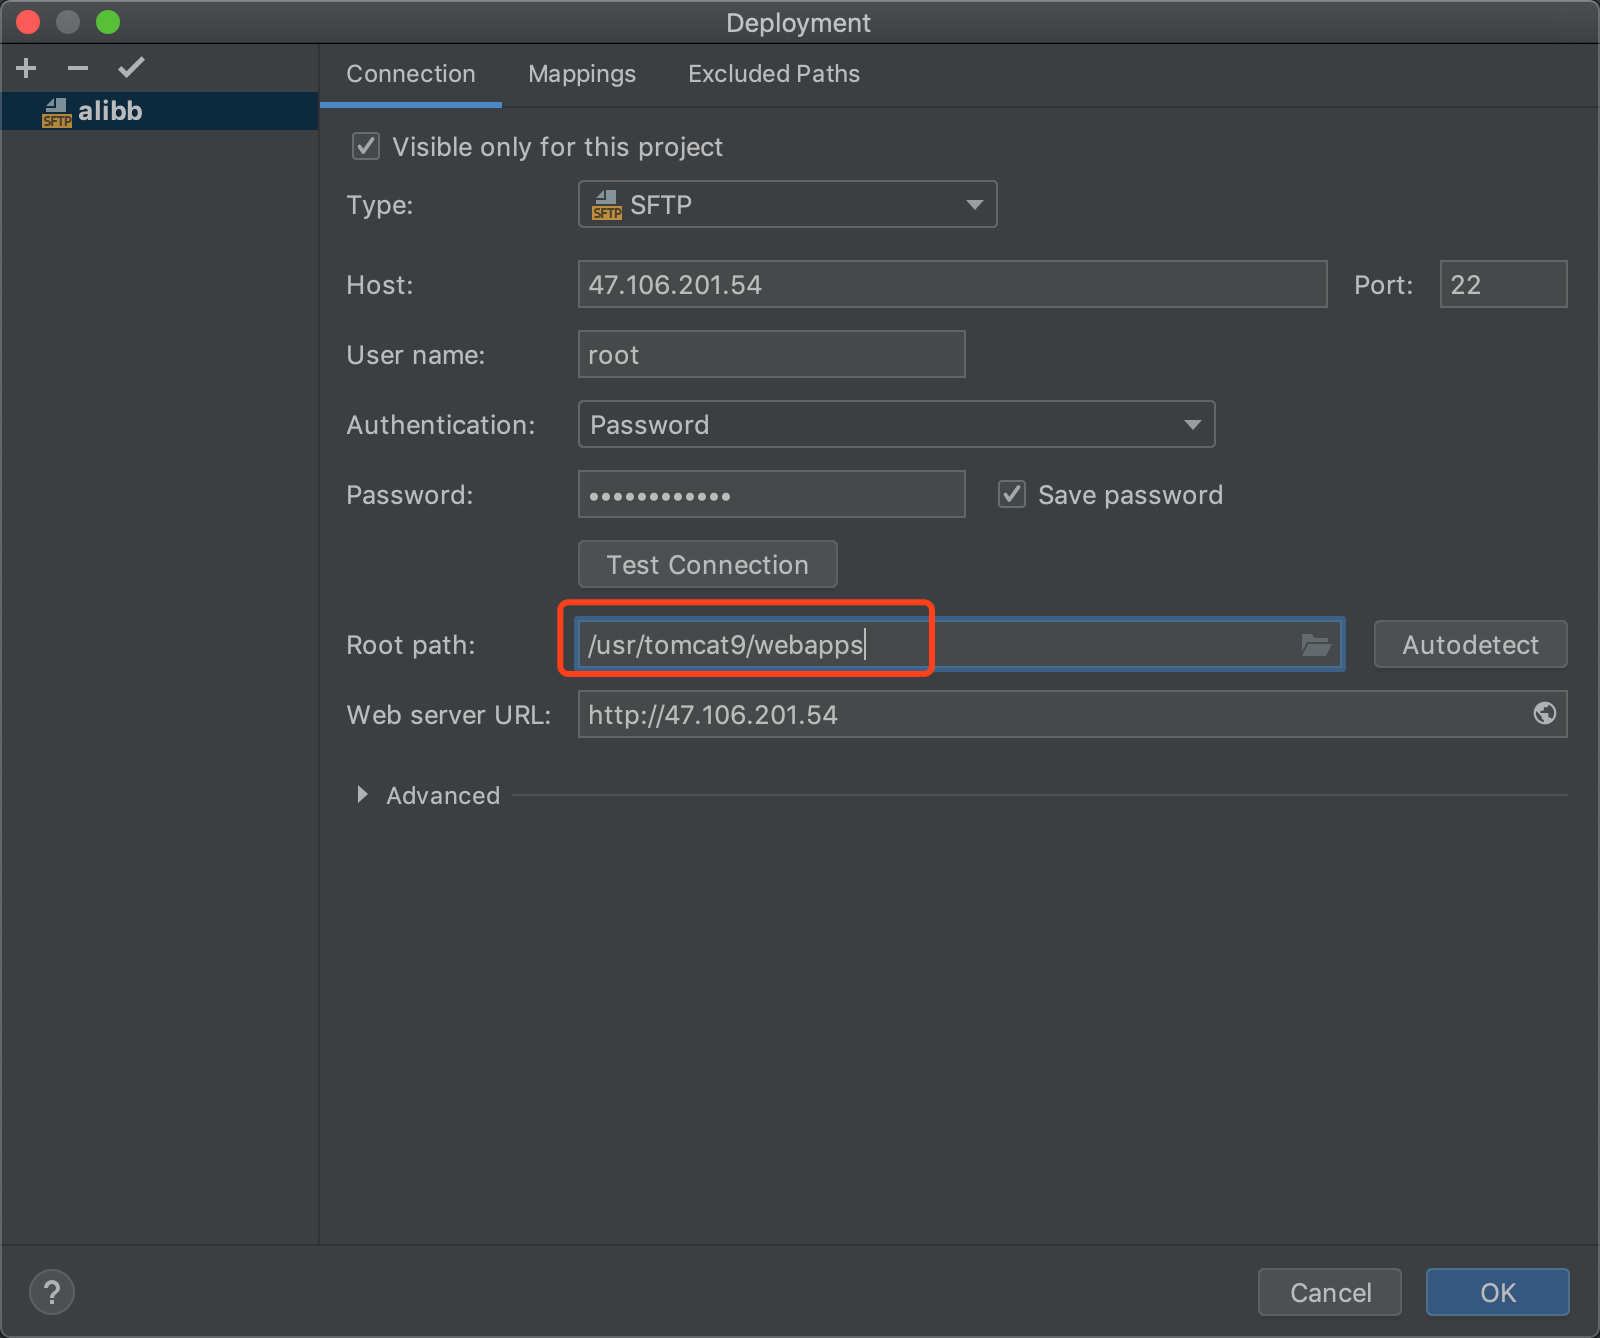 Deployment
SFTP alibb
Connection Mappings Excluded Paths
Visible only for this project
Type: SFTP SFTP
Host: 47.106.201.54 Port: 22
User name: root
Authentication: Password
Password: •••••••••••• Save password
Test Connection
Root path: /usr/tomcat9/webapps Autodetect
Web server URL: http://47.106.201.54
Advanced
? Cancel OK